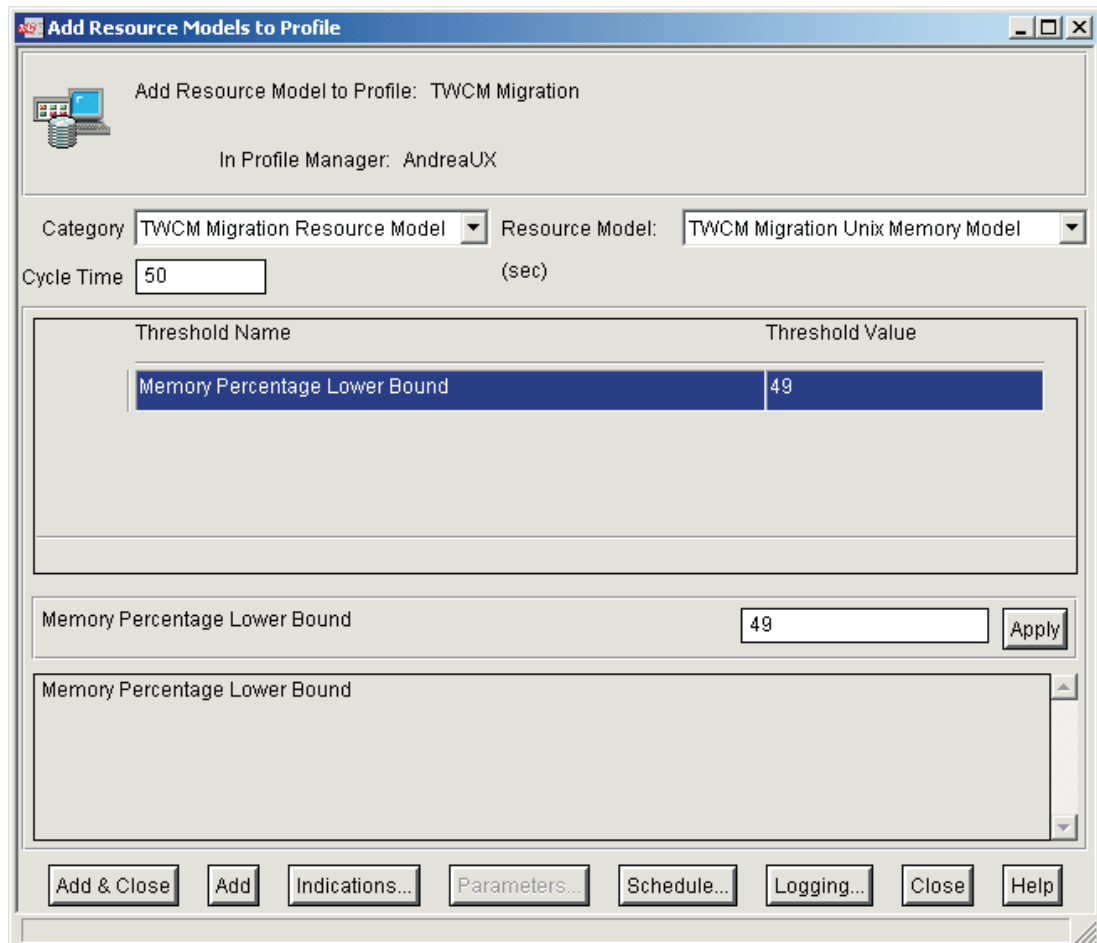 Add Resource Models to Profile
Add Resource Model to Profile: TWCM Migration
In Profile Manager: AndreaUX
Category TWCM Migration Resource Model Resource Model: TWCM Migration Unix Memory Model
Cycle Time 50 (sec)
Threshold Name Threshold Value
Memory Percentage Lower Bound 49
Memory Percentage Lower Bound 49 Apply
Memory Percentage Lower Bound
Add & Close Add Indications... Parameters... Schedule... Logging... Close Help